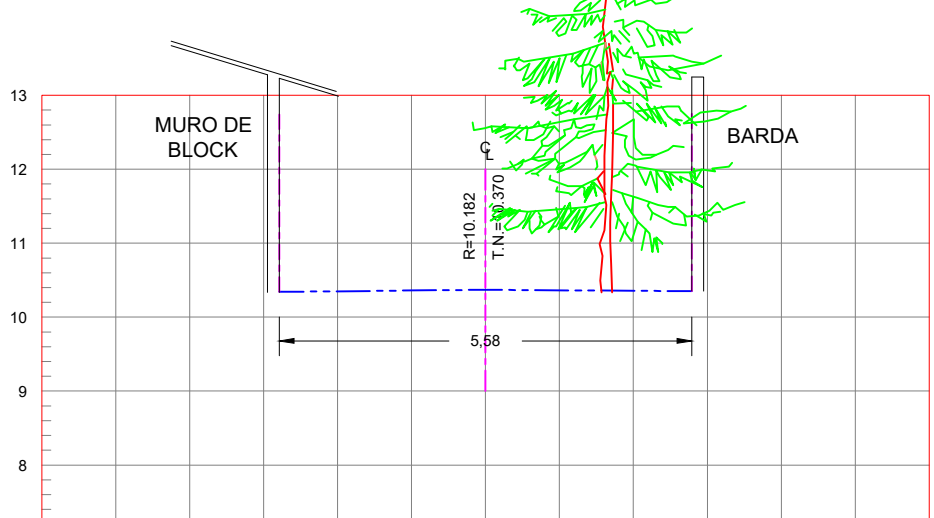 13
MURO DE
BLOCK
BARDA
12
℄
R=10.182
T.N.=10.370
11
10
5,58
9
8